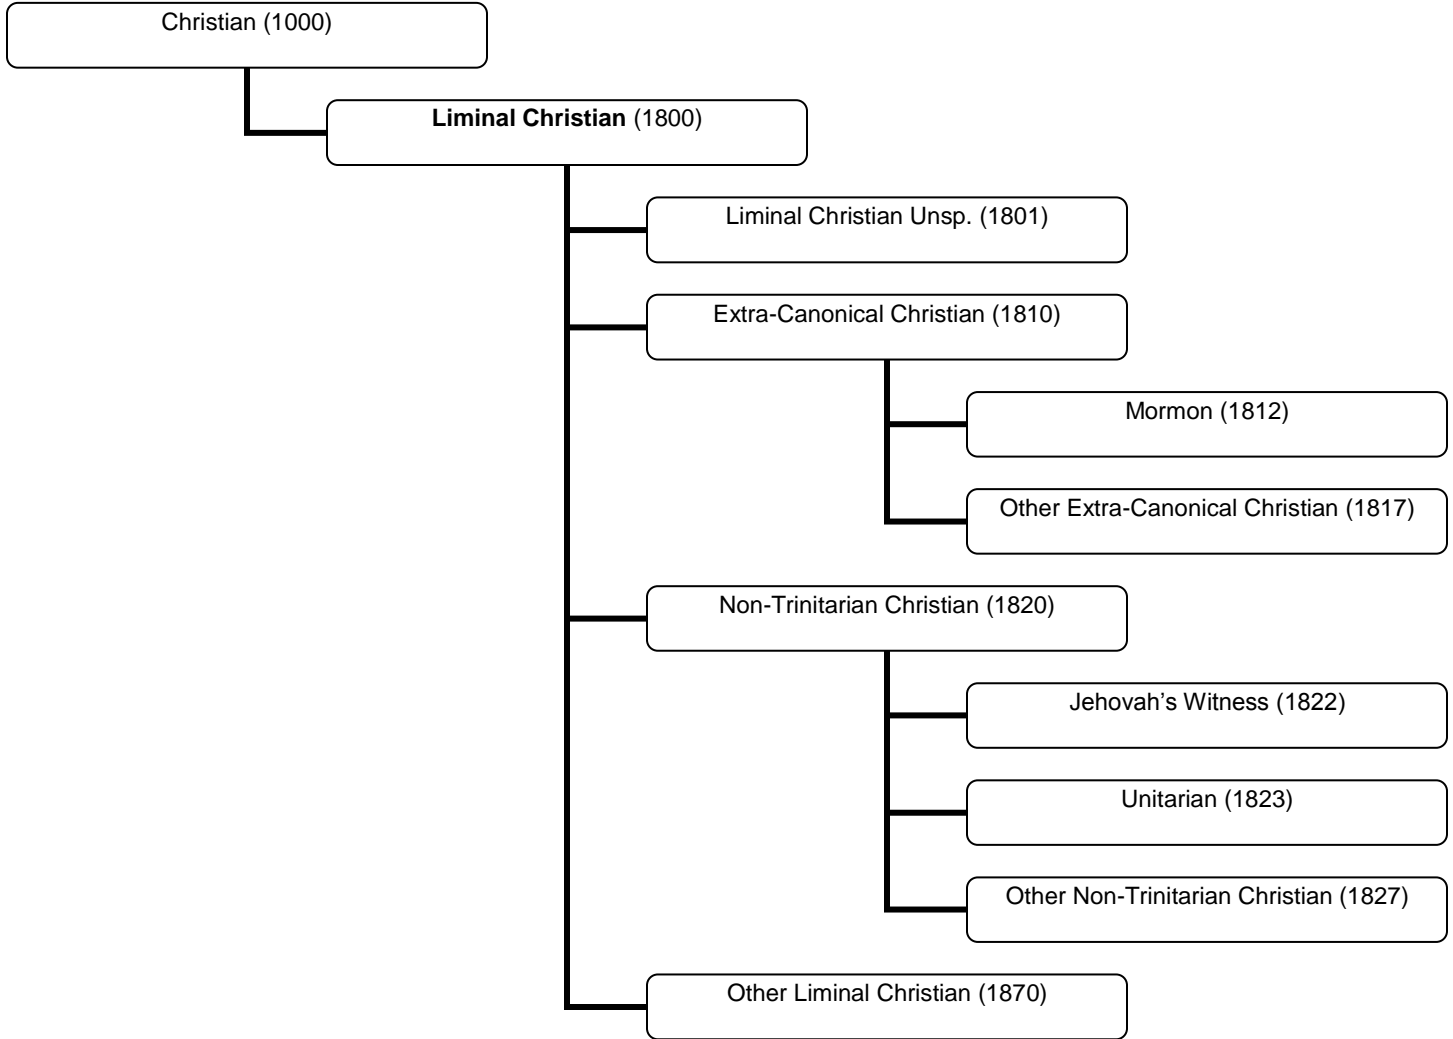 Christian (1000)
Liminal Christian (1800)
Liminal Christian Unsp. (1801)
Extra-Canonical Christian (1810)
Mormon (1812)
Other Extra-Canonical Christian (1817)
Non-Trinitarian Christian (1820)
Jehovah’s Witness (1822)
Unitarian (1823)
Other Non-Trinitarian Christian (1827)
Other Liminal Christian (1870)